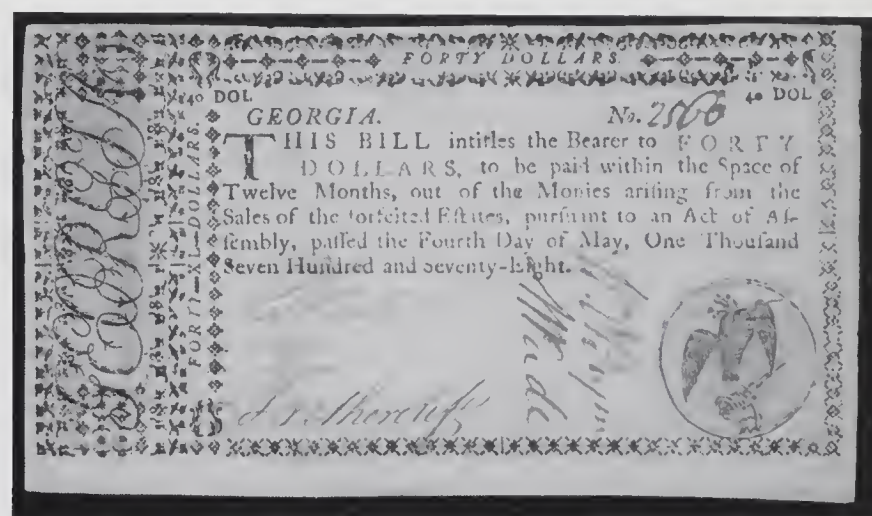 FORTY DOLLARS.
40 DOL.
40 DOL
GEORGIA. No. 2566
THIS BILL intitles the Bearer to FORTY
DOLLARS, to be paid within the Space of
Twelve Months, out of the Monies ariſing from the
Sales of the forfeited Eſtates, purſuant to an Act of Aſ-
ſembly, paſſed the Fourth Day of May, One Thouſand
Seven Hundred and Seventy-Eight.
GEORGIA
FORTY—XL—DOLLARS.